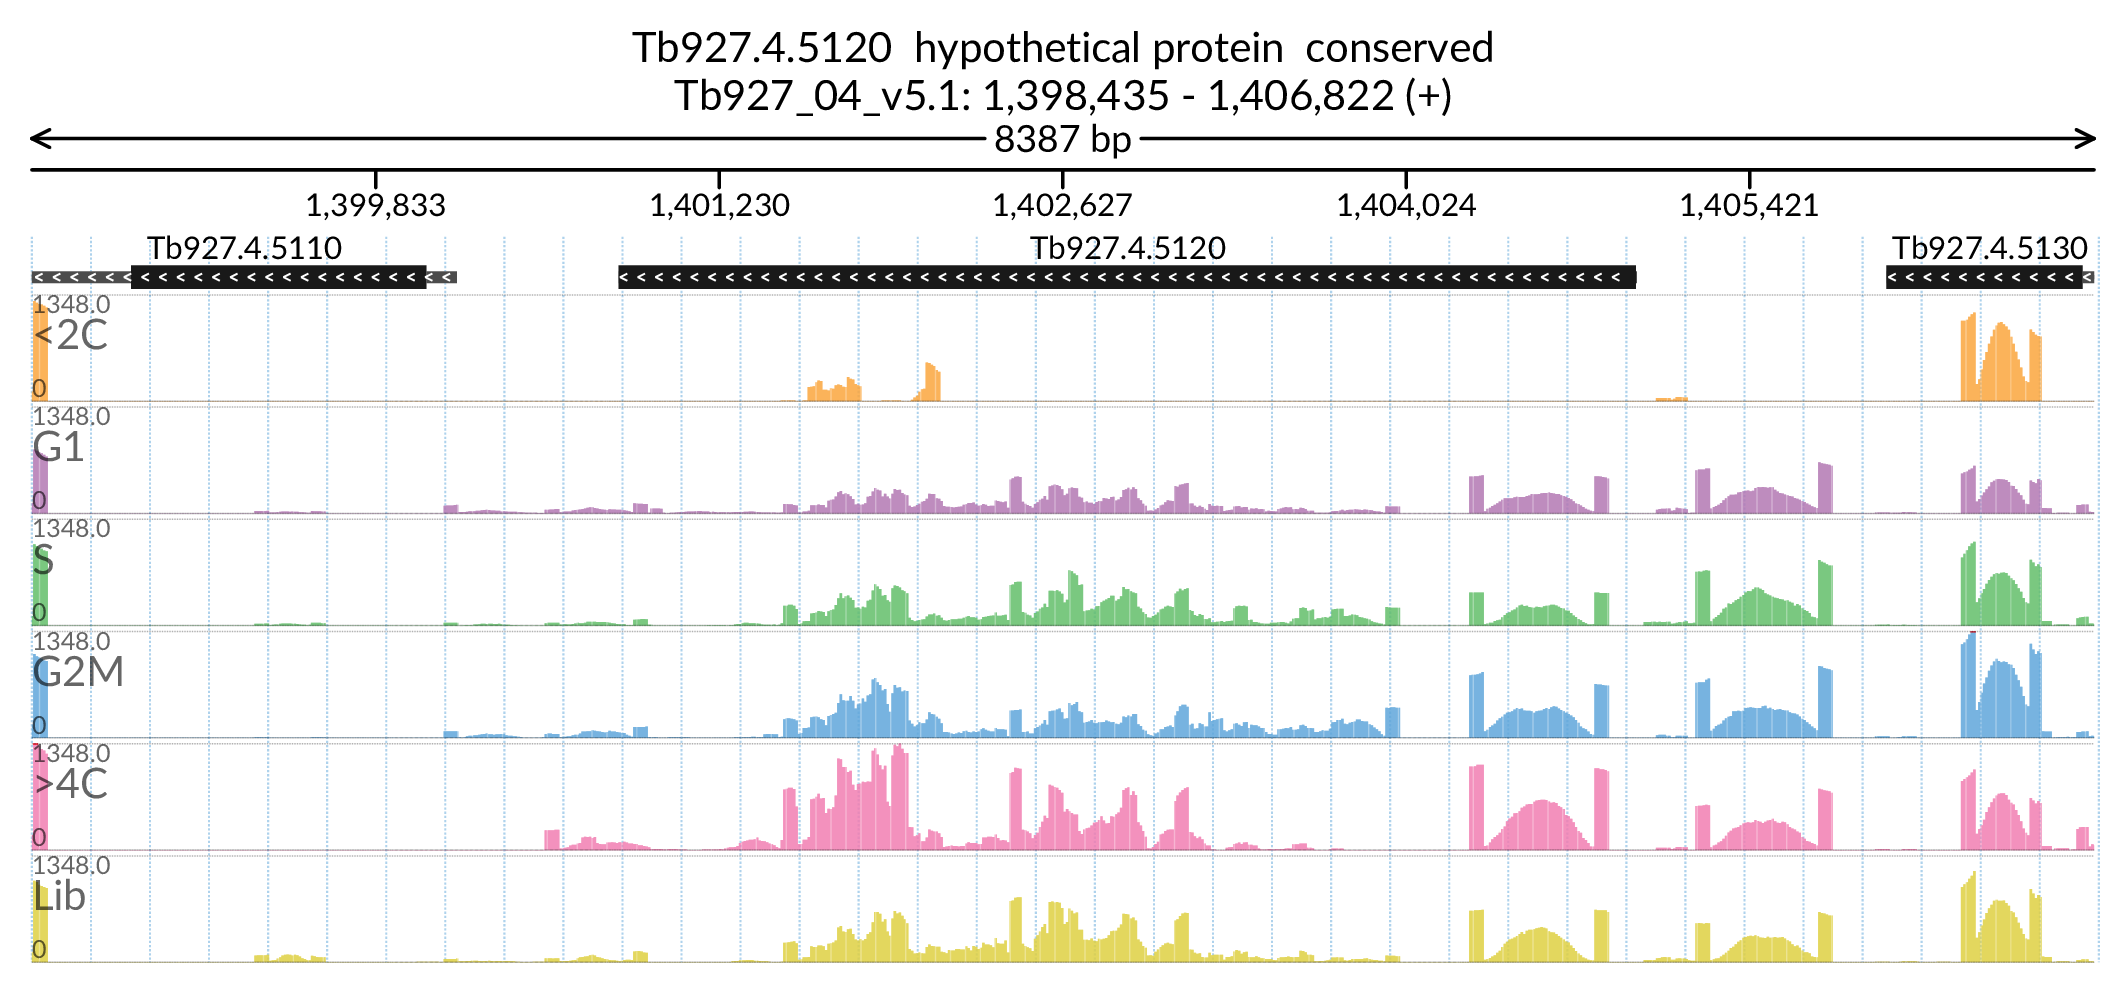 Tb927.4.5120  hypothetical protein  conserved
Tb927_04_v5.1: 1,398,435 - 1,406,822 (+)
8387 bp
1,399,833 1,401,230 1,402,627 1,404,024 1,405,421
Tb927.4.5110 Tb927.4.5120 Tb927.4.5130
1348.0
<2C
0
1348.0
G1
0
1348.0
S
0
1348.0
G2M
0
1348.0
>4C
0
1348.0
Lib
0